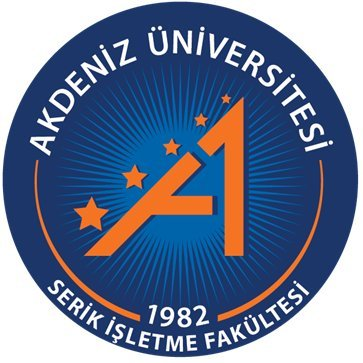 AKDENİZ ÜNİVERSİTESİ
1982
SERİK İŞLETME FAKÜLTESİ